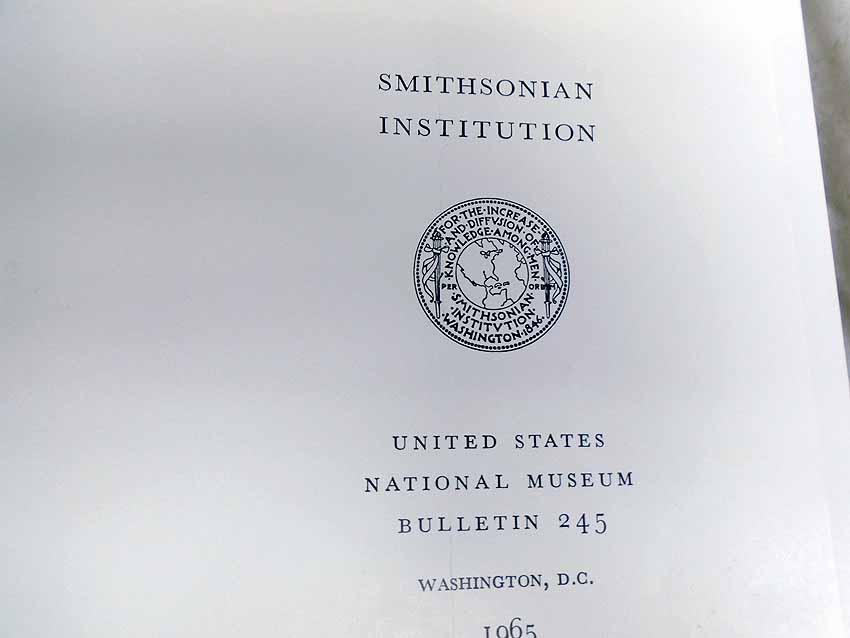 SMITHSONIAN
INSTITUTION
FOR·THE·INCREASE
·AND·DIFFVSION·OF·
KNOWLEDGE·AMONG·MEN
PER ORBEM
·SMITHSONIAN·
·INSTITVTION·
·WASHINGTON·1846·
UNITED STATES
NATIONAL MUSEUM
BULLETIN 245
WASHINGTON, D.C.
1965